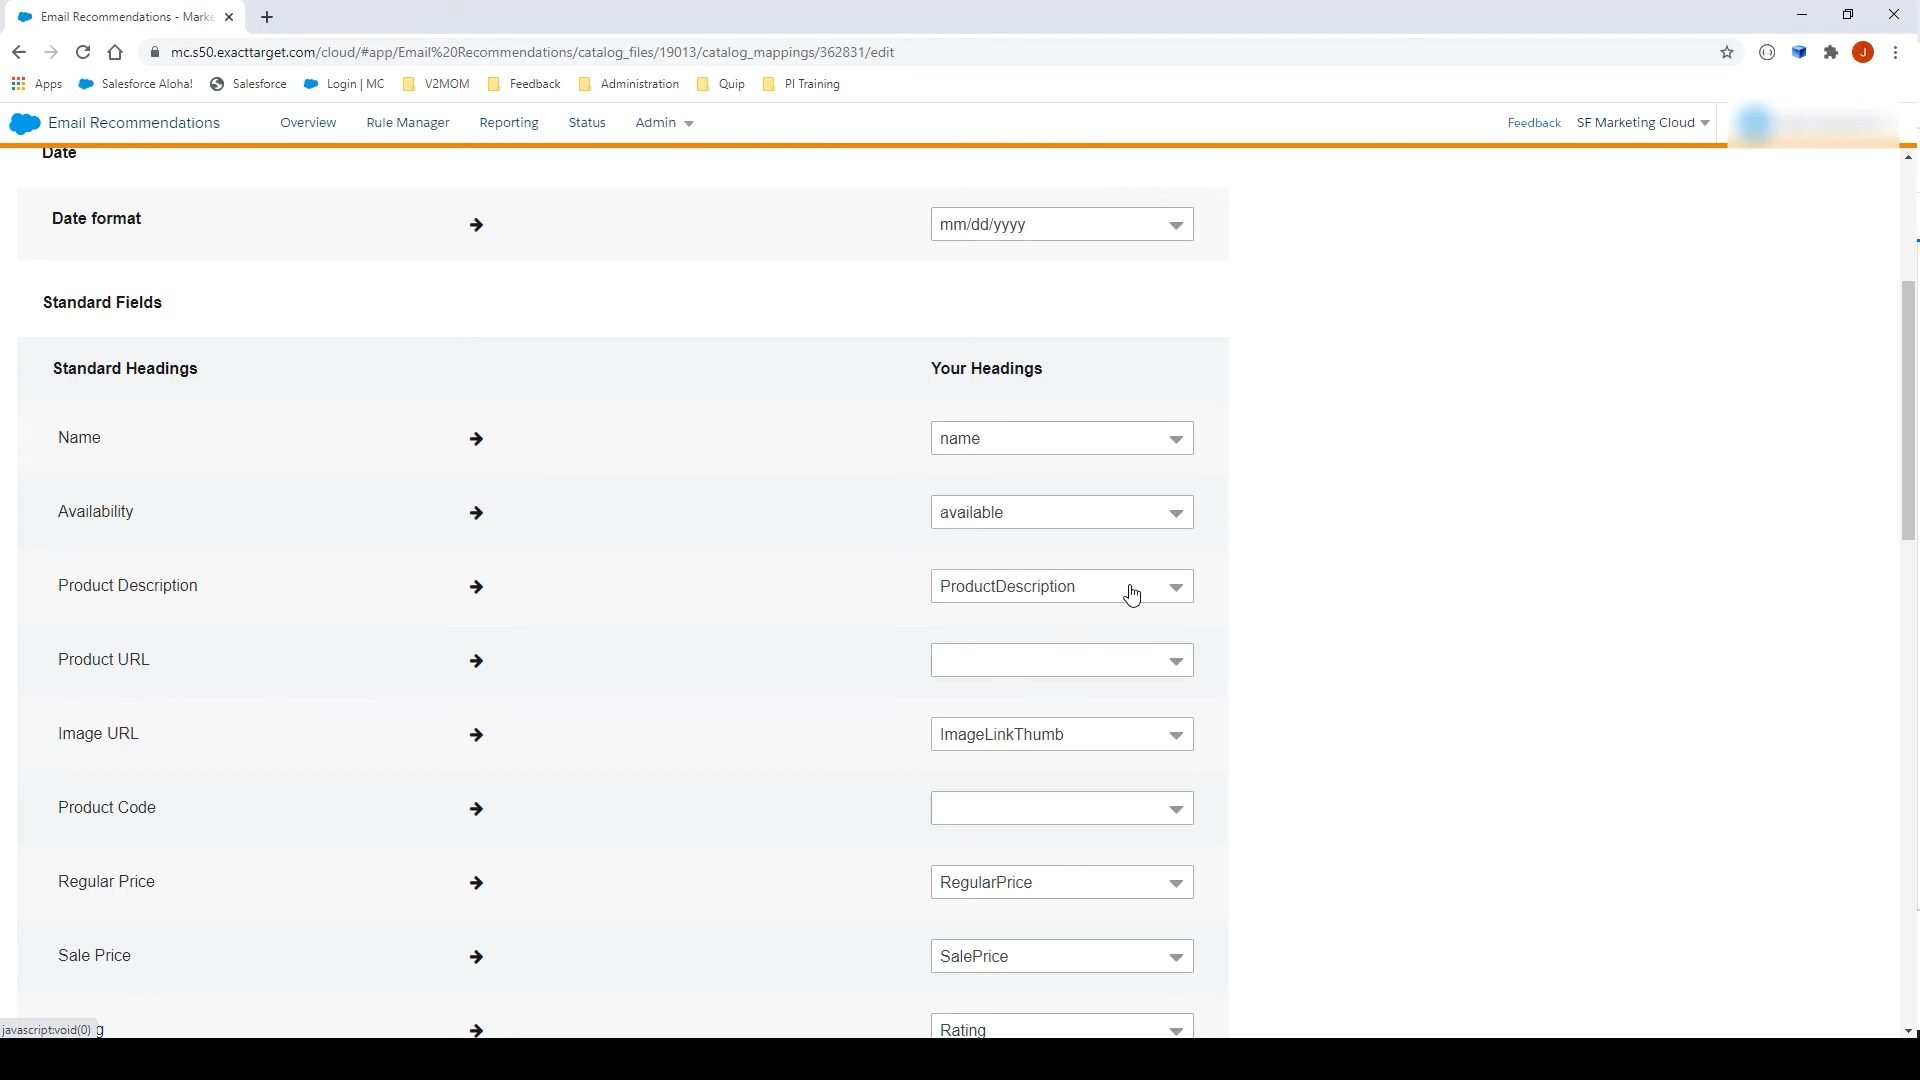 Email Recommendations - Marke
mc.s50.exacttarget.com/cloud/#app/Email%20Recommendations/catalog_files/19013/catalog_mappings/362831/edit
J
Apps Salesforce Aloha! Salesforce Login | MC V2MOM Feedback Administration Quip PI Training
Email Recommendations Overview Rule Manager Reporting Status Admin Feedback SF Marketing Cloud
Date
Date format mm/dd/yyyy
Standard Fields
Standard Headings Your Headings
Name name
Availability available
Product Description ProductDescription
Product URL
Image URL ImageLinkThumb
Product Code
Regular Price RegularPrice
Sale Price SalePrice
javascript:void(0) g Rating